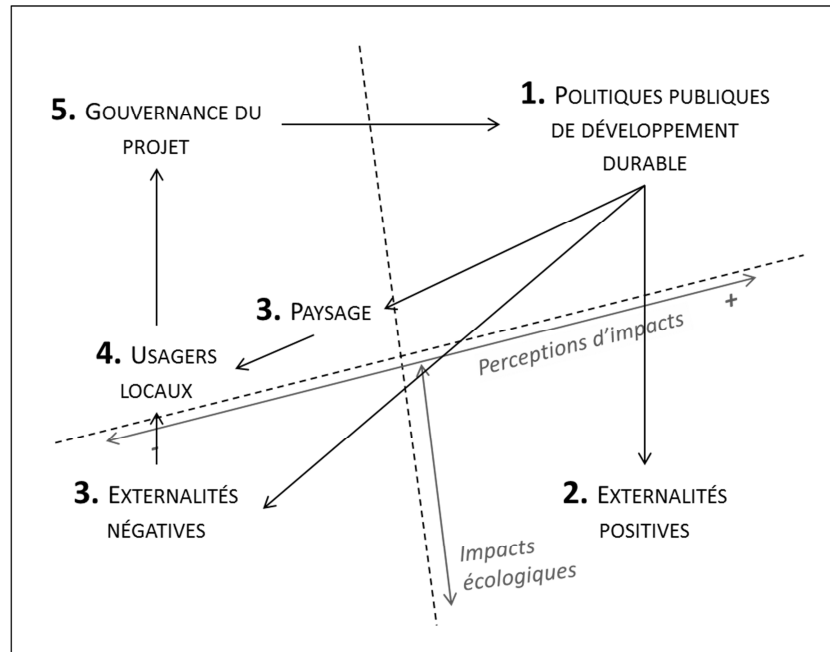 5. GOUVERNANCE DU
PROJET
1. POLITIQUES PUBLIQUES
DE DÉVELOPPEMENT
DURABLE
3. PAYSAGE
4. USAGERS
LOCAUX
Perceptions d'impacts
+
-
3. EXTERNALITÉS
NÉGATIVES
2. EXTERNALITÉS
POSITIVES
Impacts
écologiques